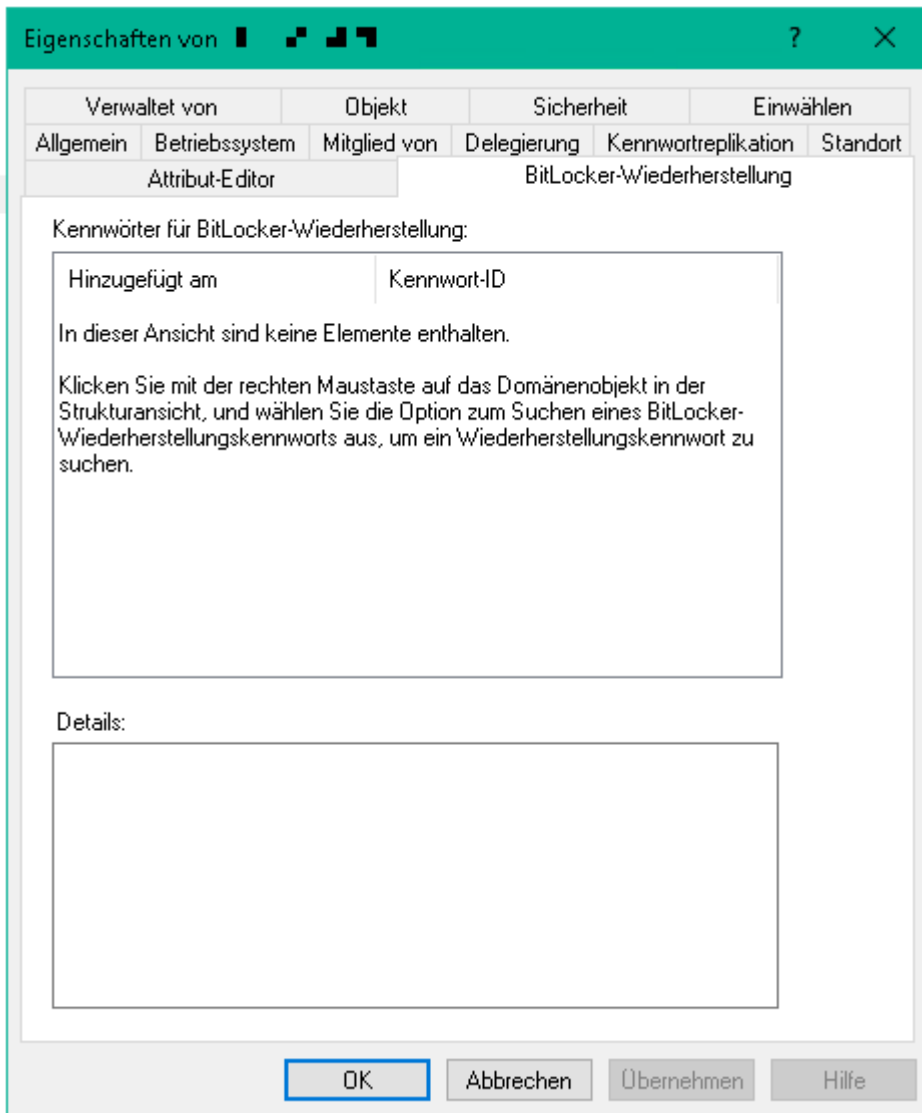 Eigenschaften von
?
Verwaltet von Objekt Sicherheit Einwählen
Allgemein Betriebssystem Mitglied von Delegierung Kennwortreplikation Standort
Attribut-Editor BitLocker-Wiederherstellung
Kennwörter für BitLocker-Wiederherstellung:
Hinzugefügt am Kennwort-ID
In dieser Ansicht sind keine Elemente enthalten.
Klicken Sie mit der rechten Maustaste auf das Domänenobjekt in der
Strukturansicht, und wählen Sie die Option zum Suchen eines BitLocker-
Wiederherstellungskennworts aus, um ein Wiederherstellungskennwort zu
suchen.
Details:
OK Abbrechen Übernehmen Hilfe